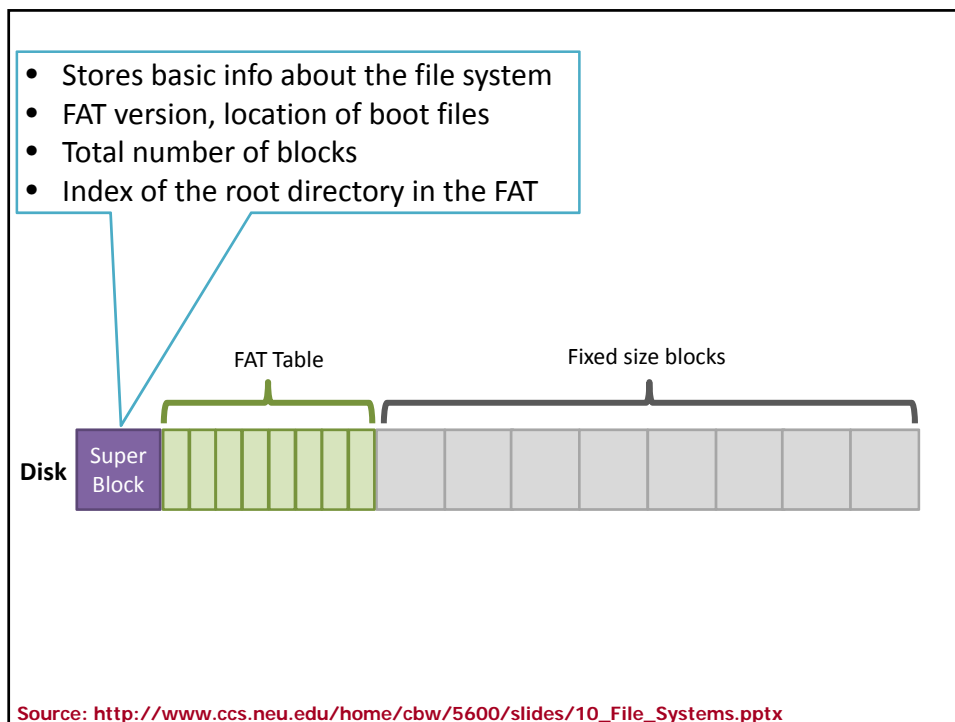 • Stores basic info about the file system
• FAT version, location of boot files
• Total number of blocks
• Index of the root directory in the FAT
FAT Table
Fixed size blocks
Disk
Super
Block
Source: http://www.ccs.neu.edu/home/cbw/5600/slides/10_File_Systems.pptx